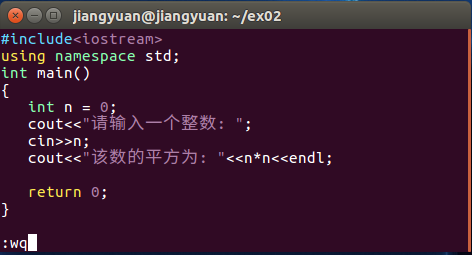 jiangyuan@jiangyuan: ~/ex02
#include<iostream>
using namespace std;
int main()
{
   int n = 0;
   cout<<"请输入一个整数: ";
   cin>>n;
   cout<<"该数的平方为: "<<n*n<<endl;

   return 0;
}
:wq